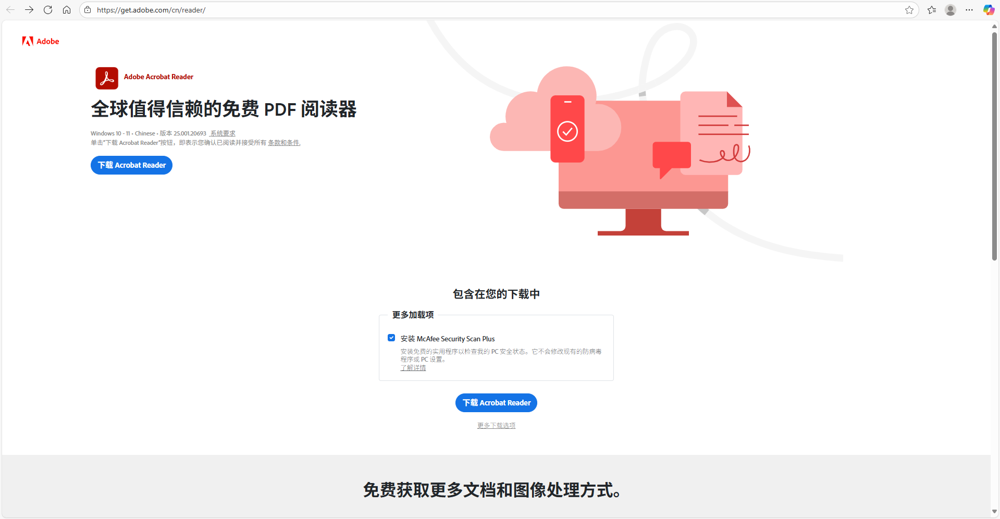 https://get.adobe.com/cn/reader/
Adobe
Adobe Acrobat Reader
全球值得信赖的免费 PDF 阅读器
Windows 10 - 11 • Chinese • 版本 25.001.20693 系统要求
单击“下载 Acrobat Reader”按钮，即表示您确认已阅读并接受所有 条款和条件.
下载 Acrobat Reader
包含在您的下载中
更多加载项
安装 McAfee Security Scan Plus
安装免费的实用程序以检查我的 PC 安全状态。它不会修改现有的防病毒
程序或 PC 设置。
了解详情
下载 Acrobat Reader
更多下载选项
免费获取更多文档和图像处理方式。